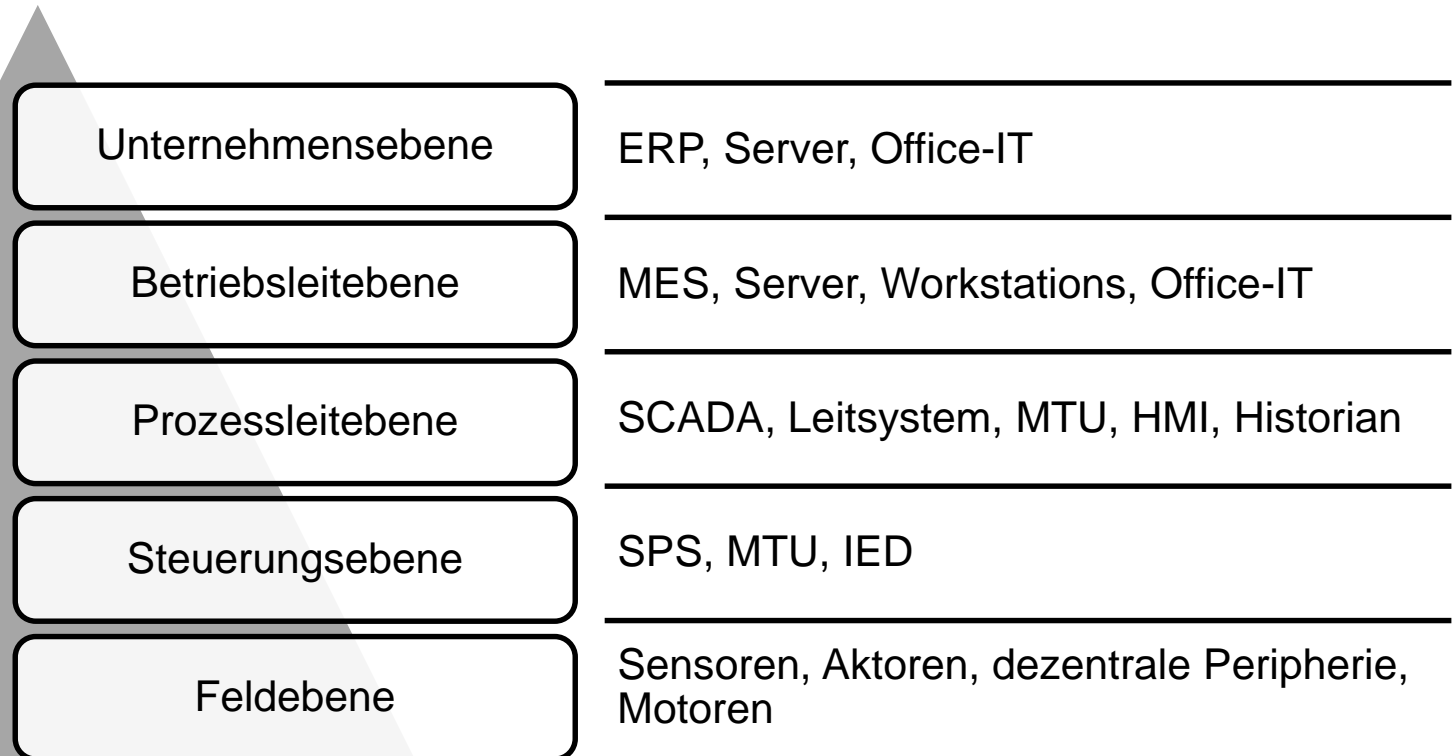 Unternehmensebene
ERP, Server, Office-IT
Betriebsleitebene
MES, Server, Workstations, Office-IT
Prozessleitebene
SCADA, Leitsystem, MTU, HMI, Historian
Steuerungsebene
SPS, MTU, IED
Feldebene
Sensoren, Aktoren, dezentrale Peripherie,
Motoren